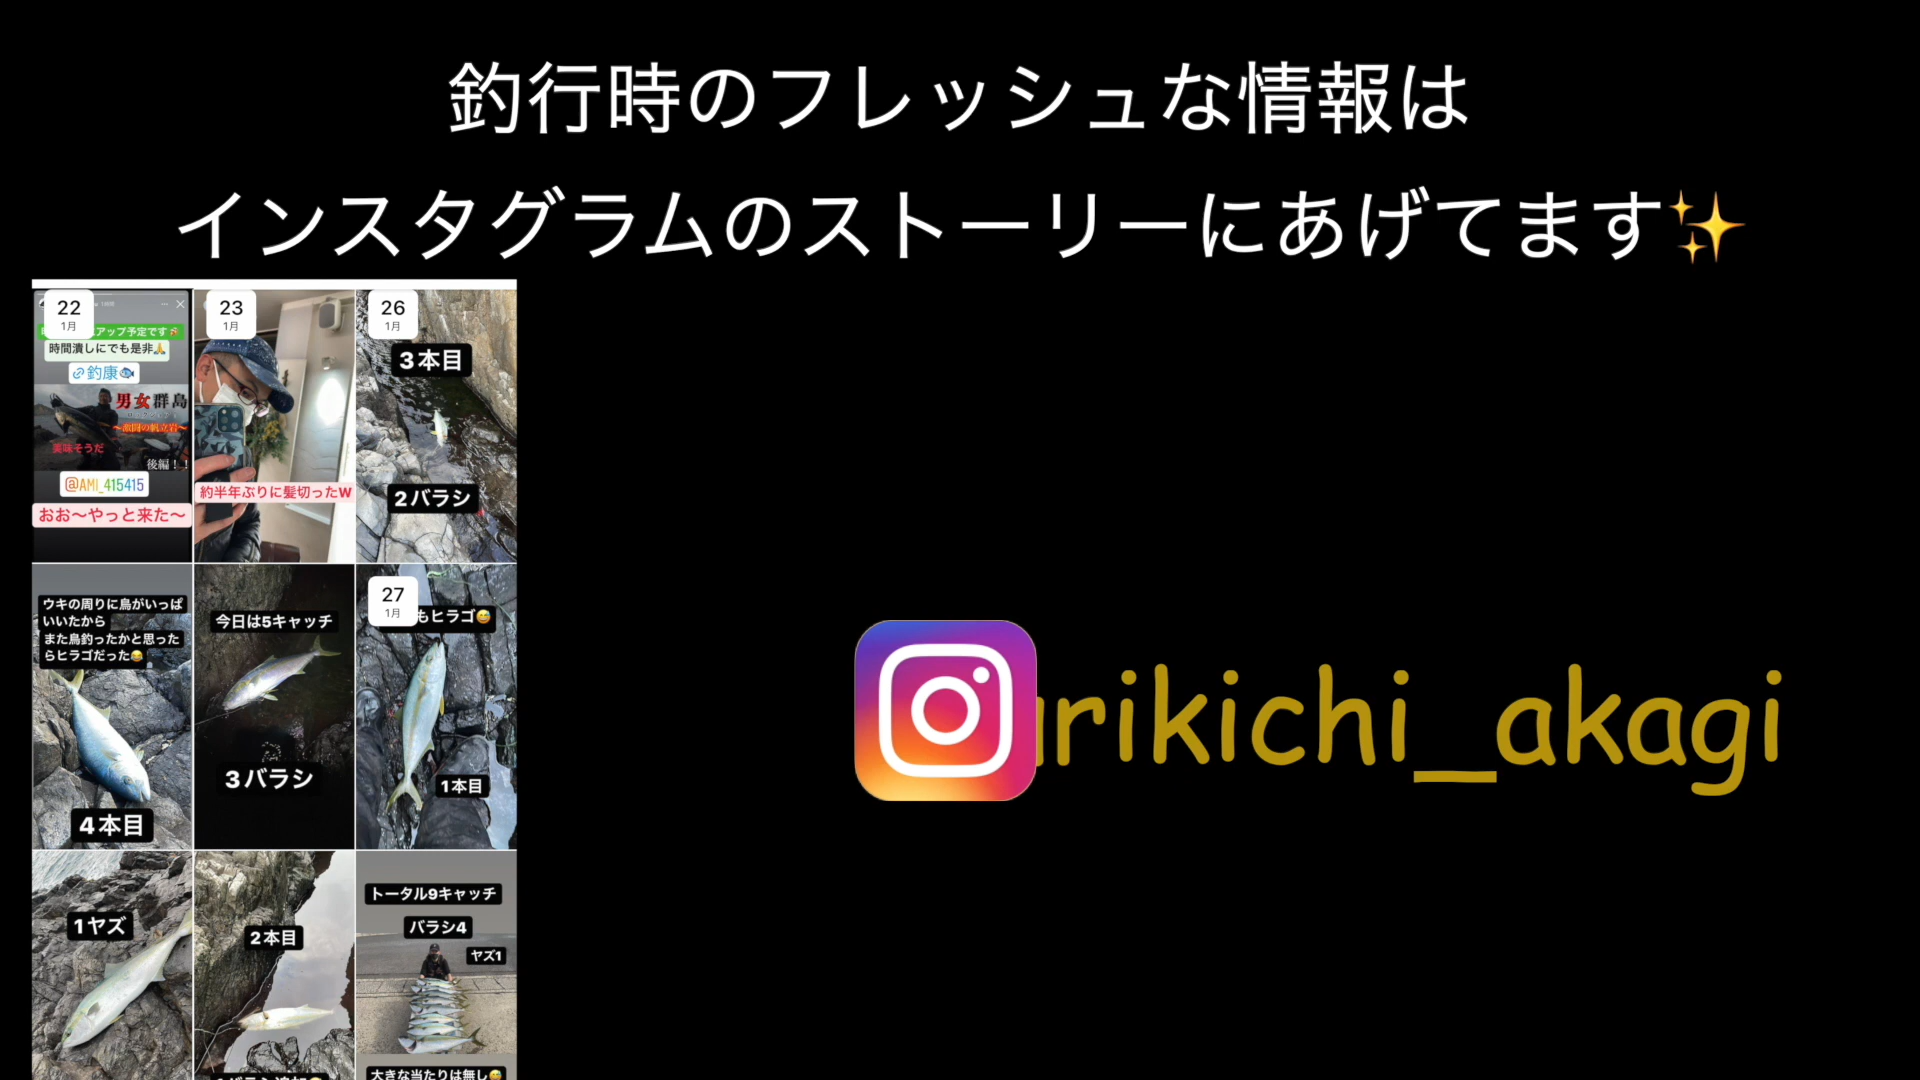 釣行時のフレッシュな情報は
インスタグラムのストーリーにあげてます✨
22
1月
アップ予定です
時間潰しにでも是非🙏
釣康🐟
男女群島
美味そうだ
後編！！
@AMI_415415
おお〜やっと来た〜
23
1月
約半年ぶりに髪切ったW
26
1月
3本目
2バラシ
ウキの周りに鳥がいっぱ
いいたから
また鳥釣ったかと思った
らヒラゴだった😂
4本目
今日は5キャッチ
3バラシ
27
1月
もヒラゴ😅
1本目
1ヤズ
2本目
トータル9キャッチ
バラシ4
ヤズ1
大きな当たりは無し😅
rikichi_akagi